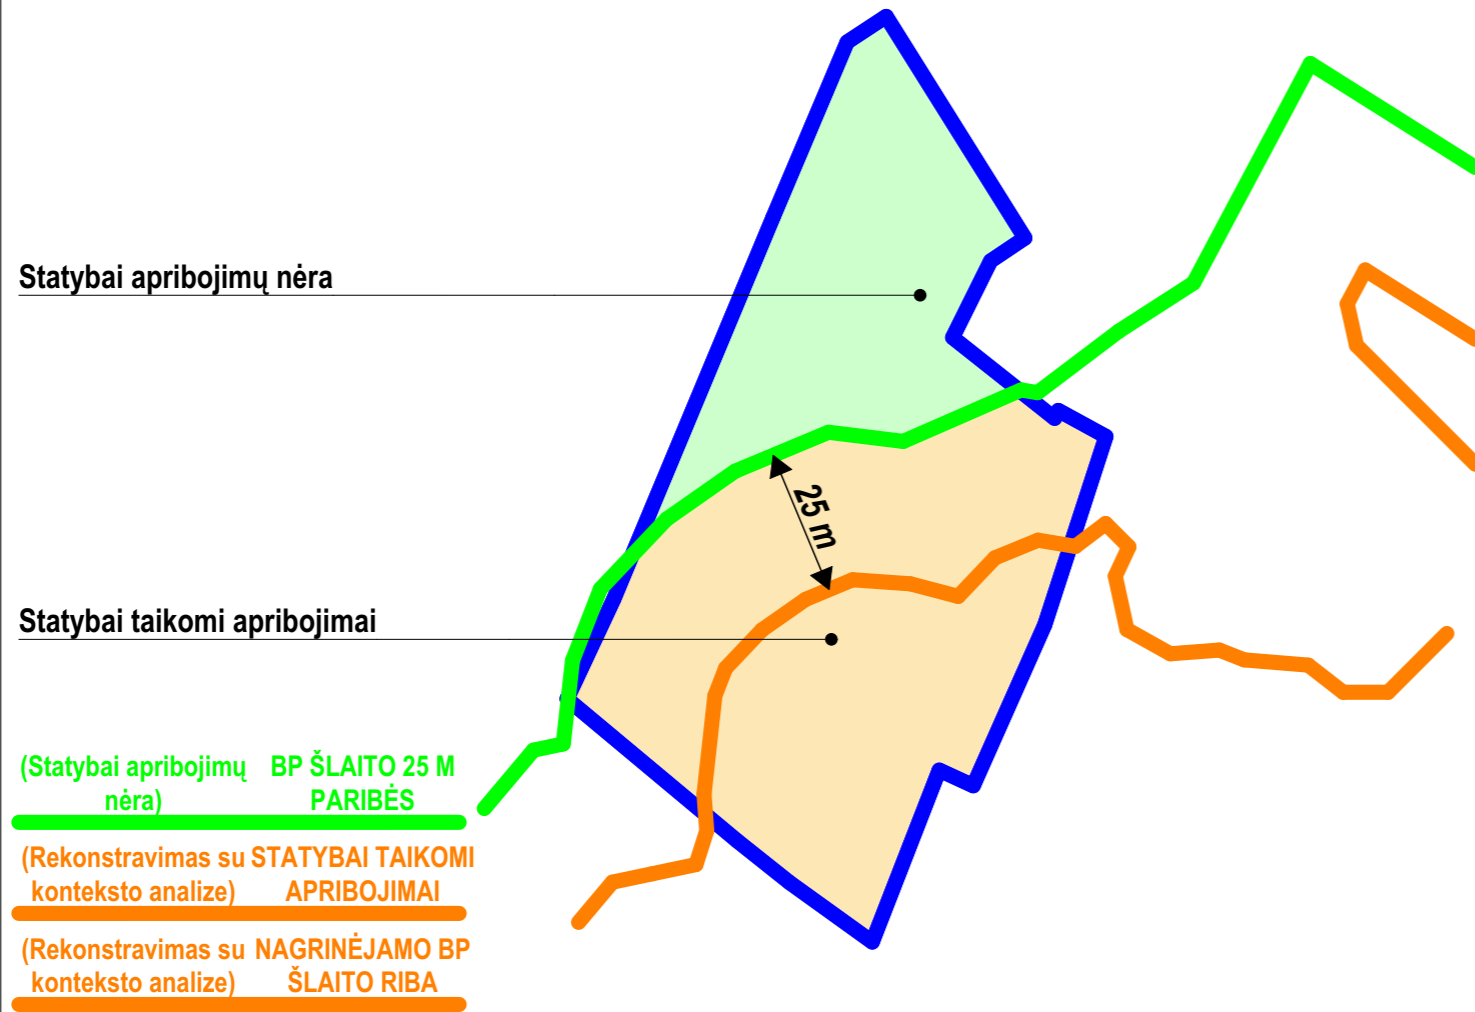 Statybai apribojimų nėra
25 m
Statybai taikomi apribojimai
(Statybai apribojimų BP ŠLAITO 25 M
nėra) PARIBĖS
(Rekonstravimas su STATYBAI TAIKOMI
konteksto analize) APRIBOJIMAI
(Rekonstravimas su NAGRINĖJAMO BP
konteksto analize) ŠLAITO RIBA